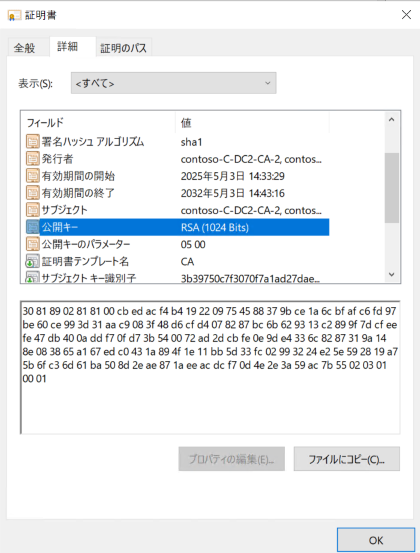 証明書
全般
詳細
証明のパス
表示(S):
<すべて>
フィールド 値
署名ハッシュ アルゴリズム sha1
発行者 contoso-C-DC2-CA-2, contos...
有効期間の開始 2025年5月3日 14:33:29
有効期間の終了 2032年5月3日 14:43:16
サブジェクト contoso-C-DC2-CA-2, contos...
公開キー RSA (1024 Bits)
公開キーのパラメーター 05 00
証明書テンプレート名 CA
サブジェクト キー識別子 3b39750c7f3070f7a1ad27dae...
30 81 89 02 81 81 00 cb ed ac f4 b4 19 22 09 75 45 88 37 9b ce 1a 6c bf af c6 fd 97
be 60 ce 99 3d 31 aa c9 08 3f 48 d6 cf d4 07 82 87 bc 6b 62 93 13 c2 89 9f 7d cf ee
fe 47 db 40 0a dd f7 0f d7 3b 54 00 72 ad 2d cb fe 0e 9d e4 33 6c 82 87 31 9a 14
8e 08 38 65 a1 67 ed c0 43 1a 89 4f 1e 11 bb 5d 33 fc 02 99 32 24 e2 5e 59 28 19 a7
5b 6f c3 6d 61 ba 50 8d 2e ae 87 1a ee ac dc f7 0d 4e 2e 3a 59 ac 7b 55 02 03 01
00 01
プロパティの編集(E)...
ファイルにコピー(C)...
OK